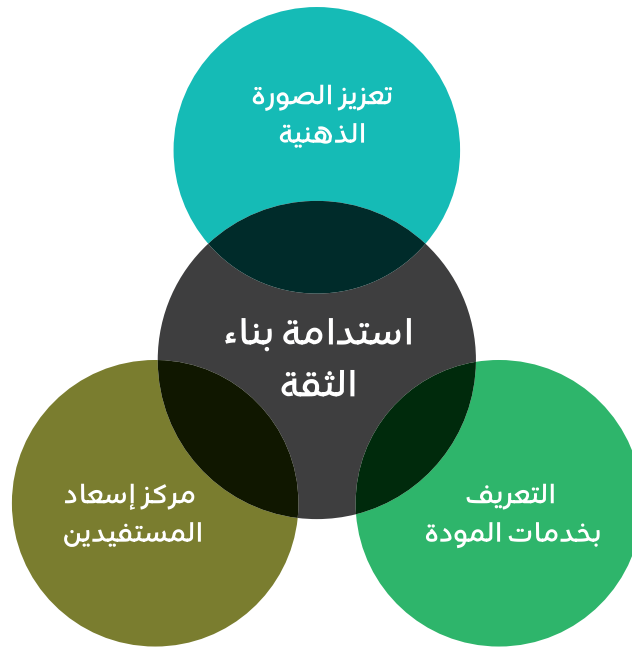 تعزيز الصورة
الذهنية
استدامة بناء
الثقة
التعريف
بخدمات المودة
مركز إسعاد
المستفيدين